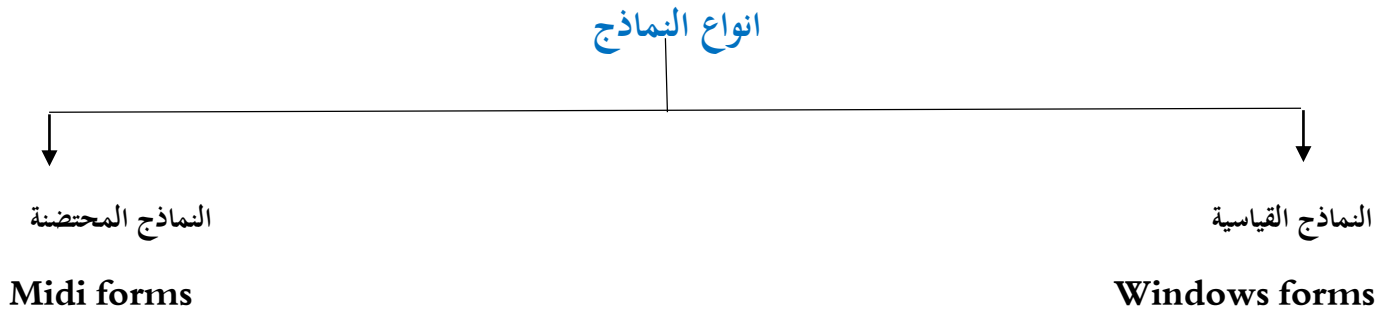 انواع النماذج
النماذج القياسية
النماذج المحتضنة
Windows forms
Midi forms